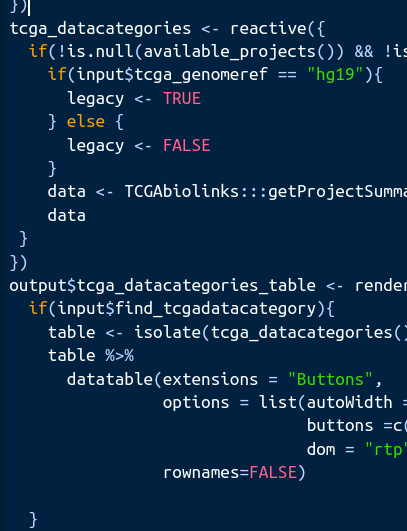 })
tcga_datacategories <- reactive({
if(!is.null(available_projects()) && !is
if(input$tcga_genomeref == "hg19"){
legacy <- TRUE
} else {
legacy <- FALSE
}
data <- TCGAbiolinks:::getProjectSumma
data
}
})
output$tcga_datacategories_table <- render
if(input$find_tcgadatacategory){
table <- isolate(tcga_datacategories()
table %>%
datatable(extensions = "Buttons",
options = list(autoWidth =
buttons =c(
dom = "rtp"
rownames=FALSE)
}